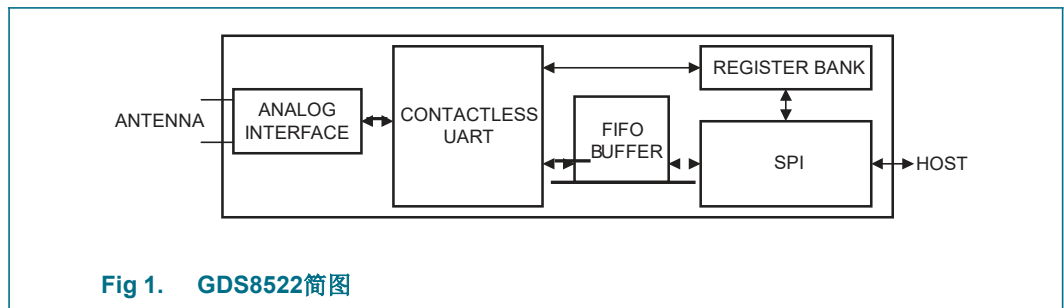 ANTENNA
ANALOG
INTERFACE
CONTACTLESS
UART
FIFO
BUFFER
REGISTER BANK
SPI
HOST
Fig 1. GDS8522简图